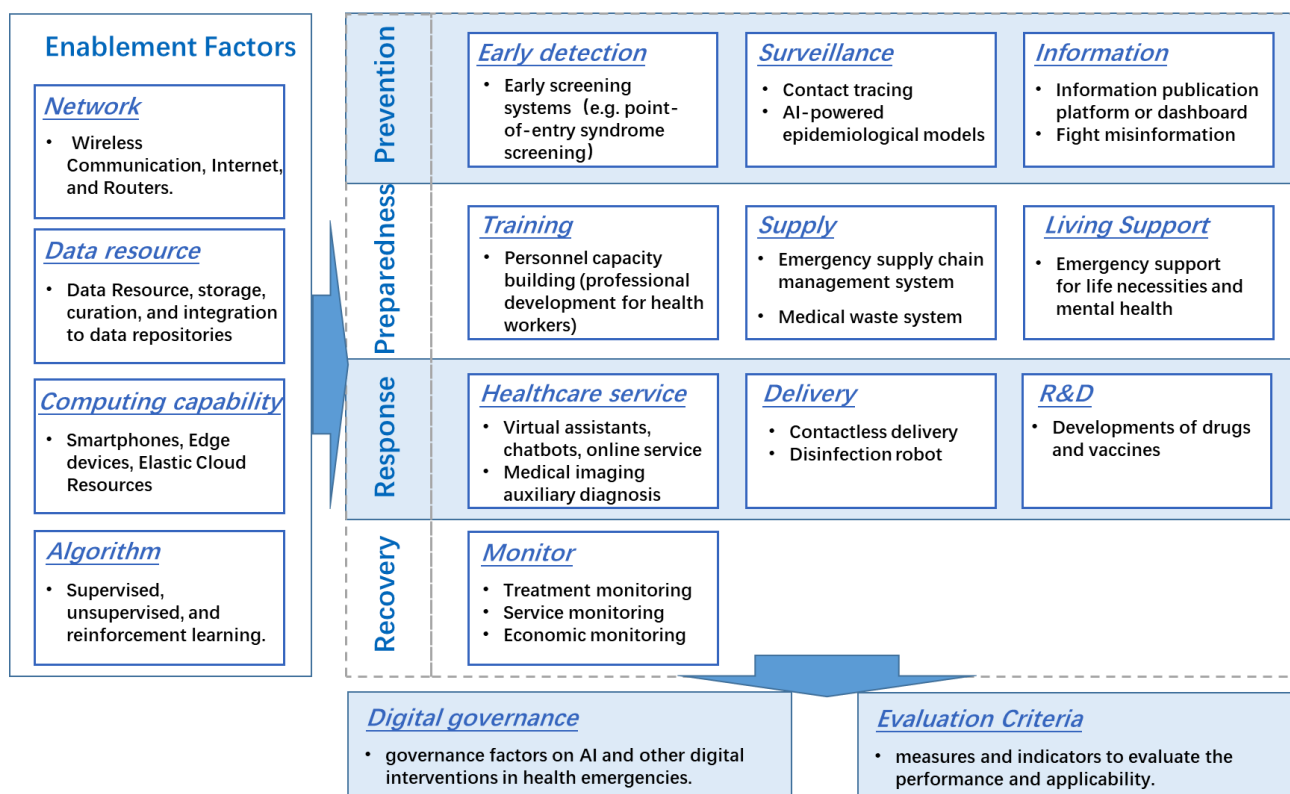 Enablement Factors
Network
• Wireless
Communication, Internet,
and Routers.
Data resource
• Data Resource, storage,
curation, and integration
to data repositories
Computing capability
• Smartphones, Edge
devices, Elastic Cloud
Resources
Algorithm
• Supervised,
unsupervised, and
reinforcement learning.
Prevention
Early detection
• Early screening
systems（e.g. point-
of-entry syndrome
screening）
Surveillance
• Contact tracing
• AI-powered
epidemiological models
Information
• Information publication
platform or dashboard
• Fight misinformation
Preparedness
Training
• Personnel capacity
building (professional
development for health
workers)
Supply
• Emergency supply chain
management system
• Medical waste system
Living Support
• Emergency support
for life necessities and
mental health
Response
Healthcare service
• Virtual assistants,
chatbots, online service
• Medical imaging
auxiliary diagnosis
Delivery
• Contactless delivery
• Disinfection robot
R&D
• Developments of drugs
and vaccines
Recovery
Monitor
• Treatment monitoring
• Service monitoring
• Economic monitoring
Digital governance
• governance factors on AI and other digital
interventions in health emergencies.
Evaluation Criteria
• measures and indicators to evaluate the
performance and applicability.